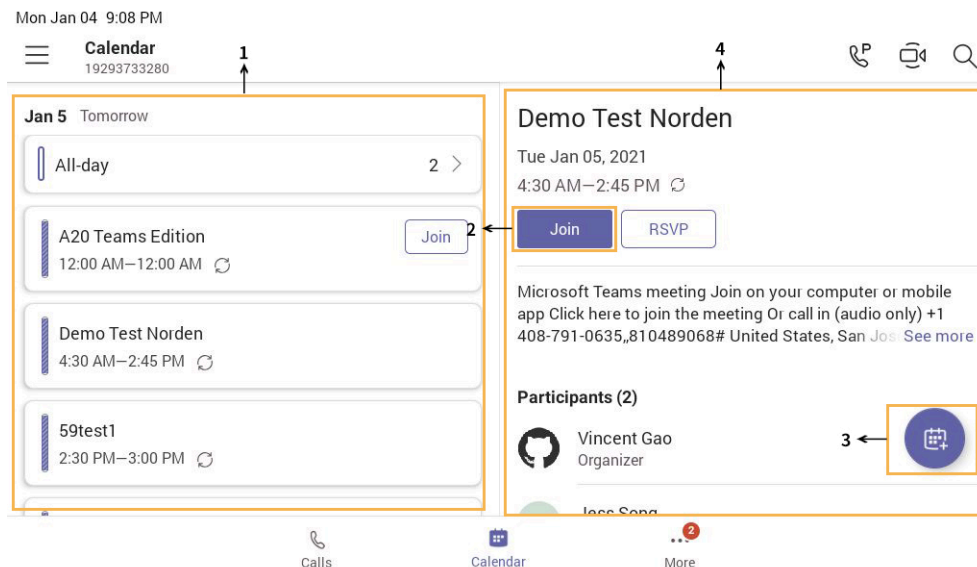 Mon Jan 04 9:08 PM
Calendar
19293733280
1
4
P
Jan 5 Tomorrow
All-day 2
A20 Teams Edition
12:00 AM—12:00 AM
Join
Demo Test Norden
4:30 AM—2:45 PM
59test1
2:30 PM—3:00 PM
Demo Test Norden
Tue Jan 05, 2021
4:30 AM—2:45 PM
2
Join RSVP
Microsoft Teams meeting Join on your computer or mobile
app Click here to join the meeting Or call in (audio only) +1
408-791-0635,,810489068# United States, San Jos See more
Participants (2)
Vincent Gao
Organizer
3
Jess Song
Calls
Calendar
2
More